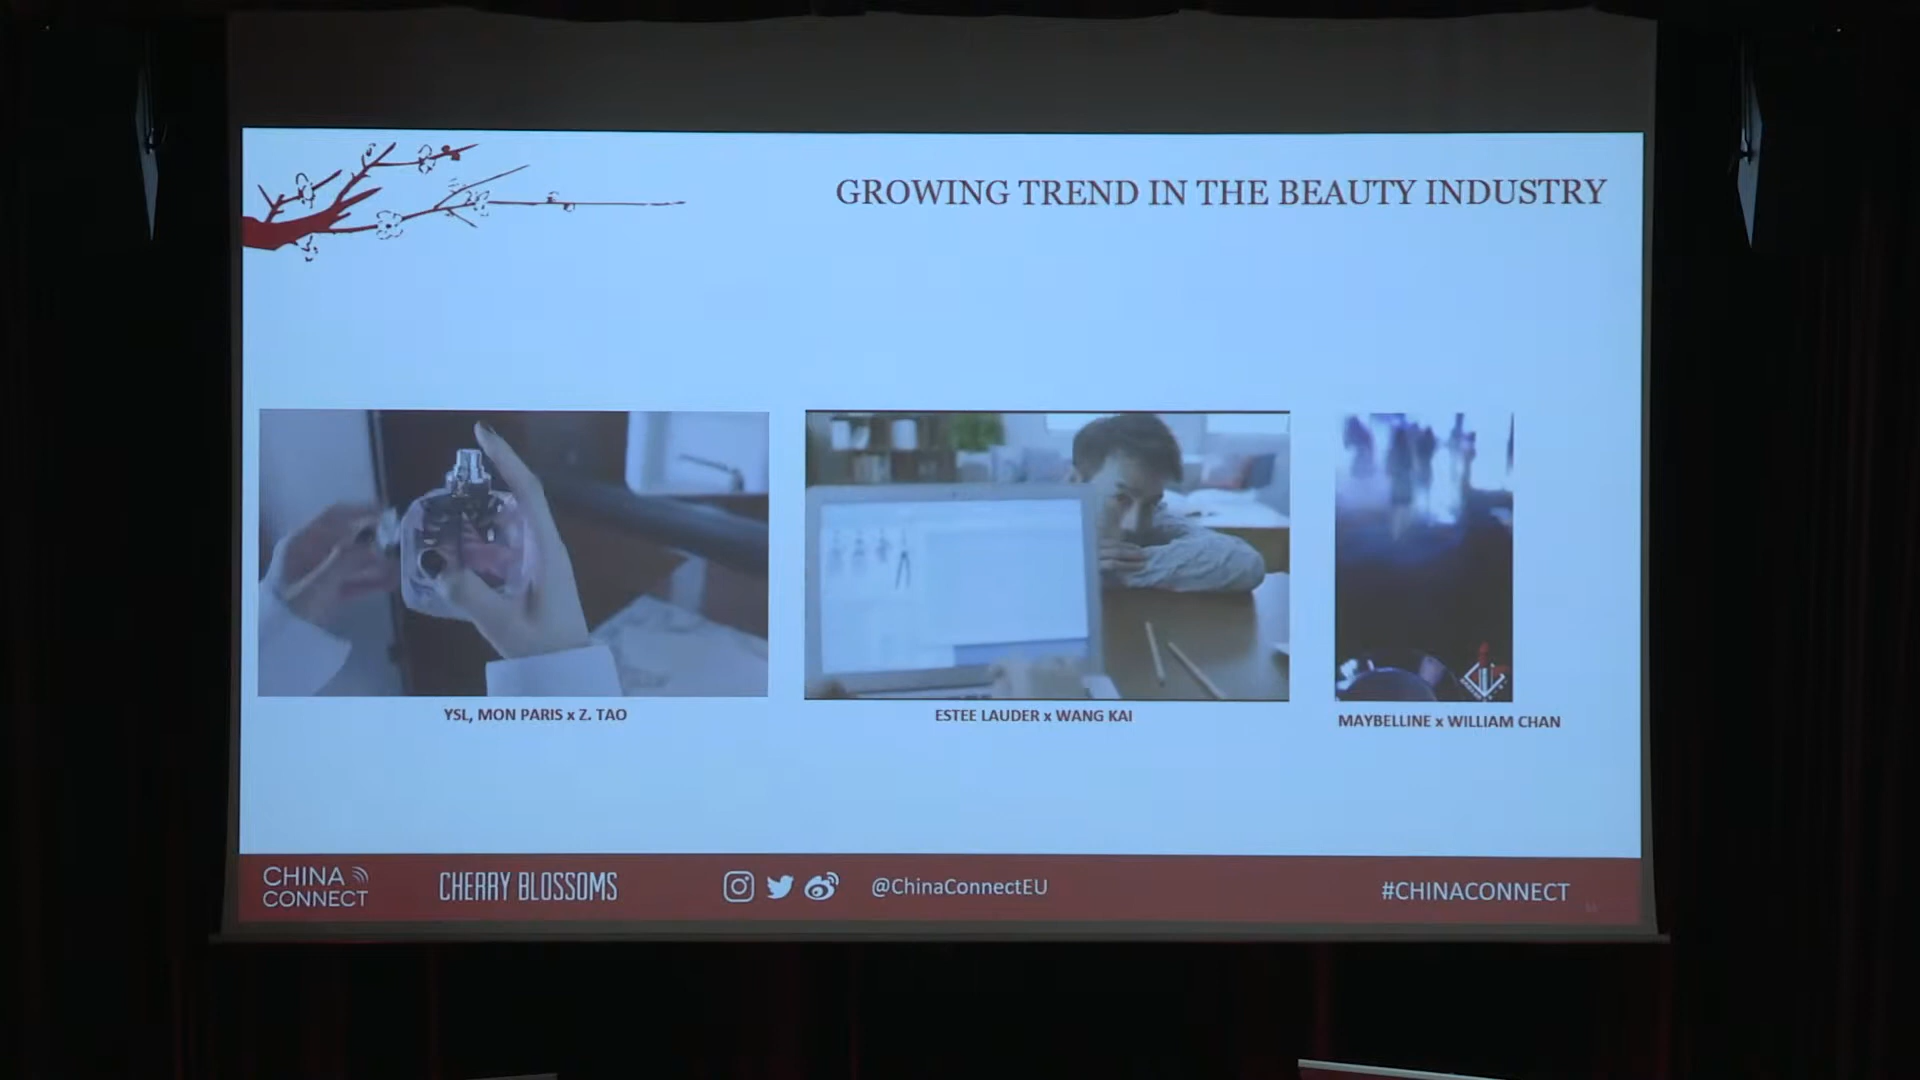 GROWING TREND IN THE BEAUTY INDUSTRY
YSL, MON PARIS x Z. TAO
ESTEE LAUDER x WANG KAI
MAYBELLINE x WILLIAM CHAN
CHINA
CONNECT
CHERRY BLOSSOMS
@ChinaConnectEU
#CHINACONNECT